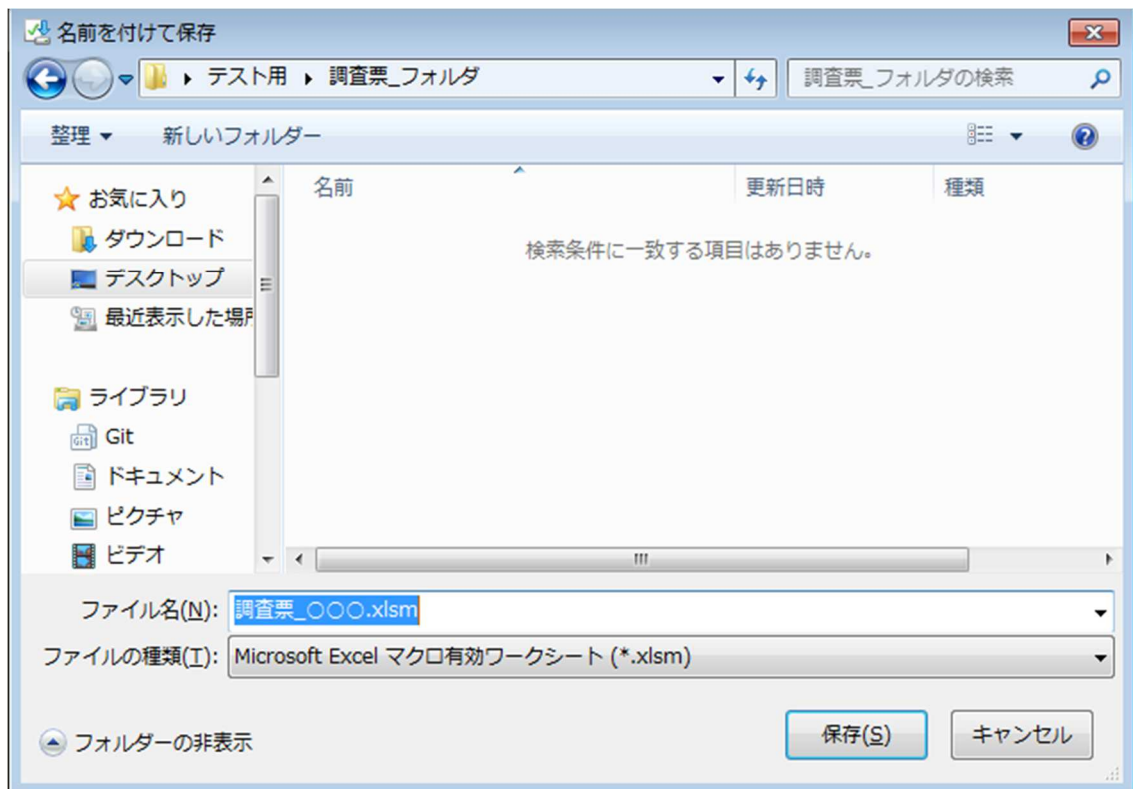 名前を付けて保存
テスト用 調査票_フォルダ 調査票_フォルダの検索
整理 新しいフォルダー
名前 更新日時 種類
検索条件に一致する項目はありません。
お気に入り
ダウンロード
デスクトップ
最近表示した場所
ライブラリ
Git
ドキュメント
ピクチャ
ビデオ
ファイル名(N): 調査票_○○○.xlsm
ファイルの種類(T): Microsoft Excel マクロ有効ワークシート (*.xlsm)
フォルダーの非表示 保存(S) キャンセル